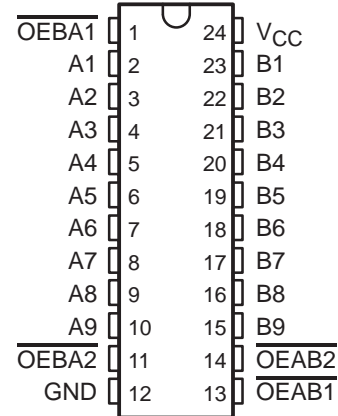 OEBA1 1 24 VCC
A1 2 23 B1
A2 3 22 B2
A3 4 21 B3
A4 5 20 B4
A5 6 19 B5
A6 7 18 B6
A7 8 17 B7
A8 9 16 B8
A9 10 15 B9
OEBA2 11 14 OEAB2
GND 12 13 OEAB1